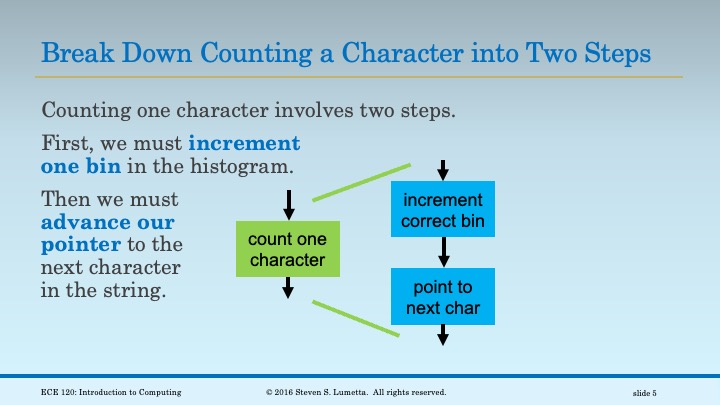 Break Down Counting a Character into Two Steps
Counting one character involves two steps.
First, we must increment
one bin in the histogram.
Then we must
advance our
pointer to the
next character
in the string.
count one
character
increment
correct bin
point to
next char
ECE 120: Introduction to Computing
© 2016 Steven S. Lumetta. All rights reserved.
slide 5